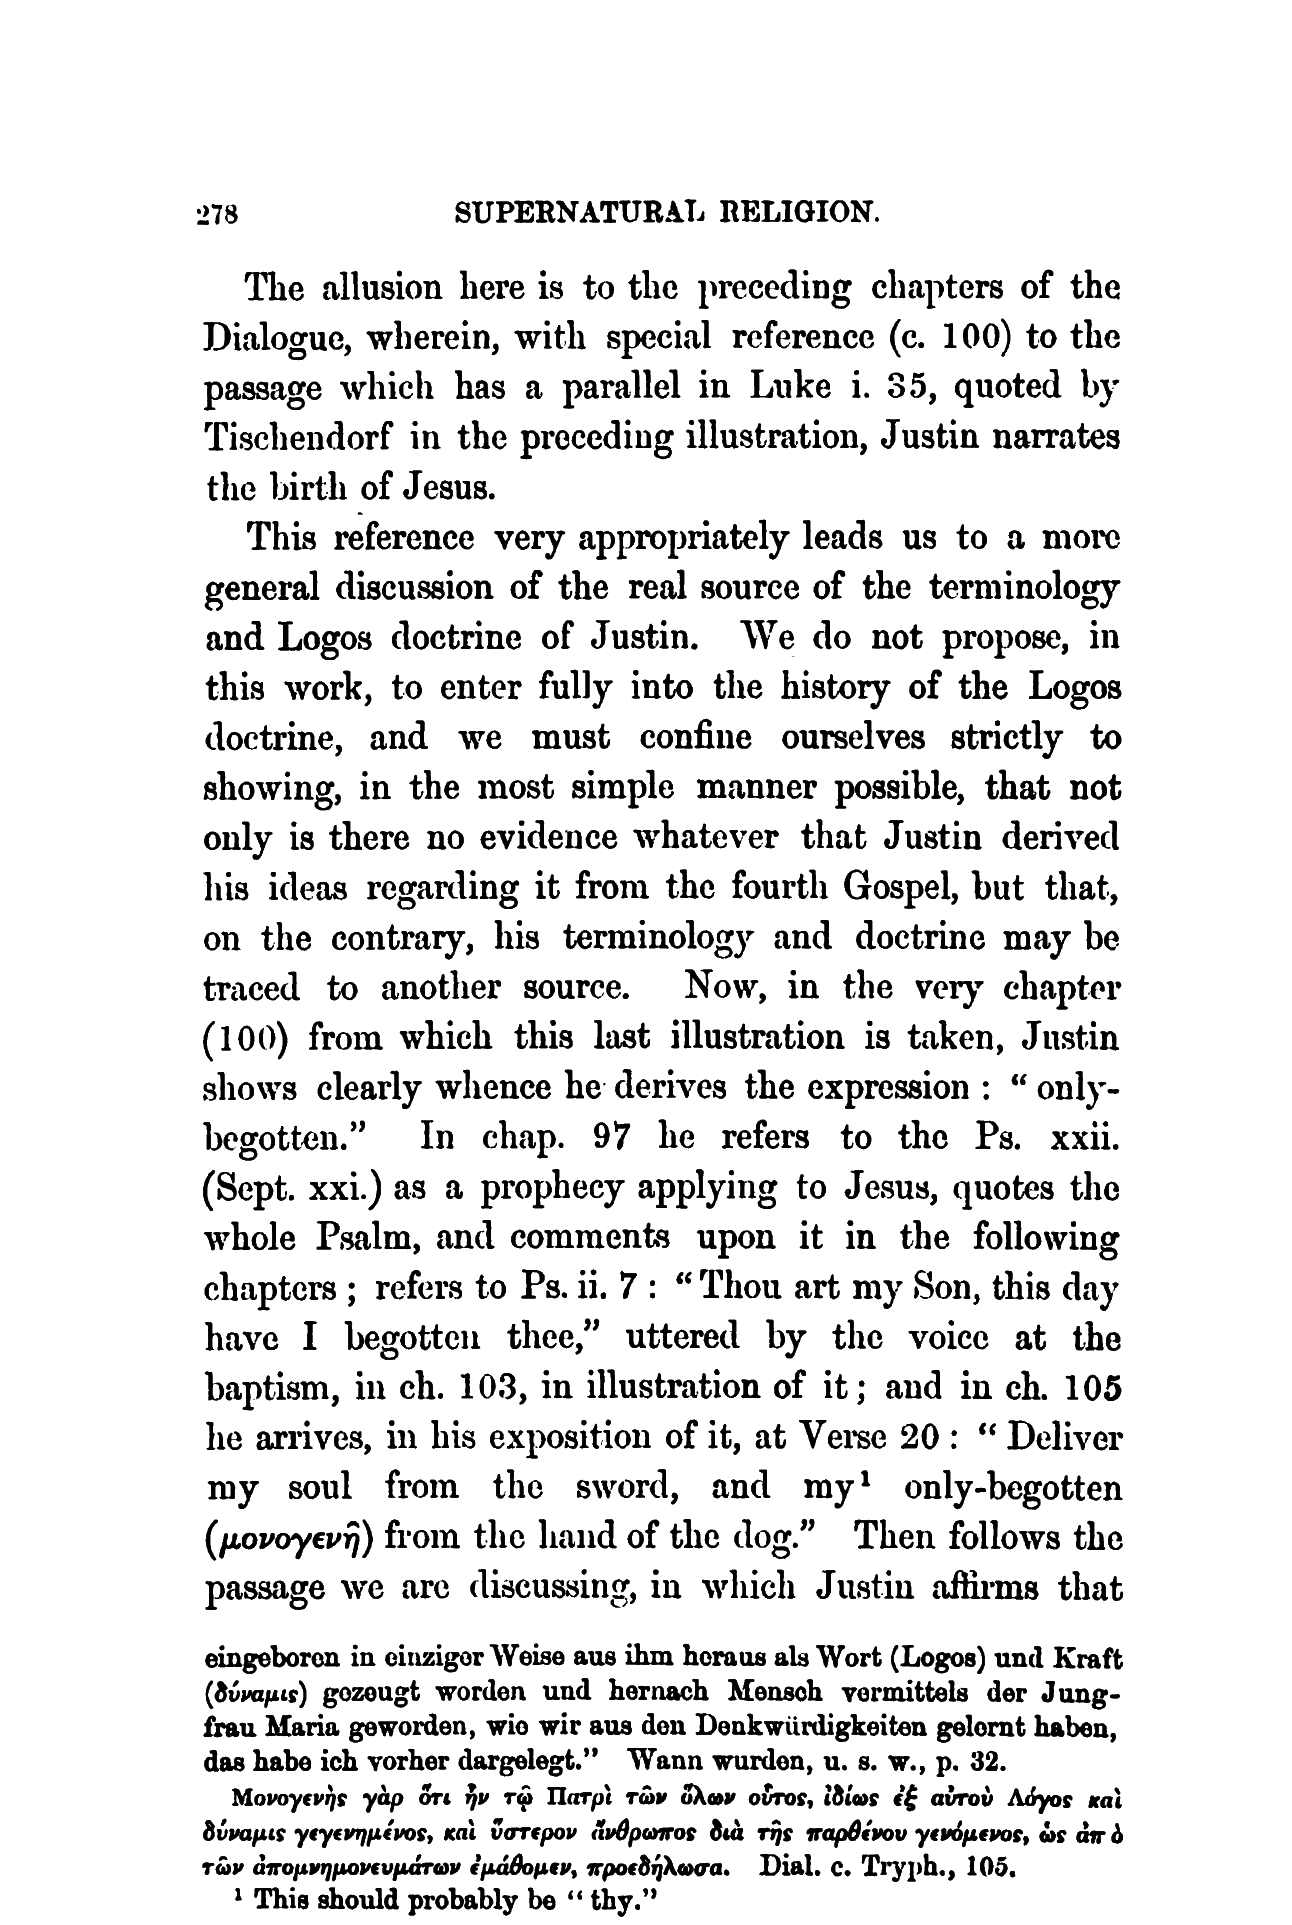 278 SUPERNATURAL RELIGION.
The allusion here is to the preceding chapters of the
Dialogue, wherein, with special reference (c. 100) to the
passage which has a parallel in Luke i. 35, quoted by
Tischendorf in the preceding illustration, Justin narrates
the birth of Jesus.
This reference very appropriately leads us to a more
general discussion of the real source of the terminology
and Logos doctrine of Justin. We do not propose, in
this work, to enter fully into the history of the Logos
doctrine, and we must confine ourselves strictly to
showing, in the most simple manner possible, that not
only is there no evidence whatever that Justin derived
his ideas regarding it from the fourth Gospel, but that,
on the contrary, his terminology and doctrine may be
traced to another source. Now, in the very chapter
(100) from which this last illustration is taken, Justin
shows clearly whence he derives the expression : “ only-
begotten.” In chap. 97 he refers to the Ps. xxii.
(Sept. xxi.) as a prophecy applying to Jesus, quotes the
whole Psalm, and comments upon it in the following
chapters ; refers to Ps. ii. 7 : “ Thou art my Son, this day
have I begotten thee,” uttered by the voice at the
baptism, in ch. 103, in illustration of it ; and in ch. 105
he arrives, in his exposition of it, at Verse 20 : “ Deliver
my soul from the sword, and my¹ only-begotten
(μονογενῆ) from the hand of the dog.” Then follows the
passage we are discussing, in which Justin affirms that
eingeboren in einziger Weise aus ihm heraus als Wort (Logos) und Kraft
(δύναμις) gezeugt worden und hernach Mensch vermittels der Jung-
frau Maria geworden, wie wir aus den Denkwürdigkeiten gelernt haben,
das habe ich vorher dargelegt.” Wann wurden, u. s. w., p. 32.
Μονογενὴς γὰρ ὅτι ἦν τῷ Πατρὶ τῶν ὅλων οὗτος, ἰδίως ἐξ αὐτοῦ Λόγος καὶ
δύναμις γεγενημένος, καὶ ὕστερον ἄνθρωπος διὰ τῆς παρθένου γενόμενος, ὡς ἀπὸ
τῶν ἀπομνημονευμάτων ἐμάθομεν, προεδήλωσα. Dial. c. Tryph., 105.
¹ This should probably be “ thy.”